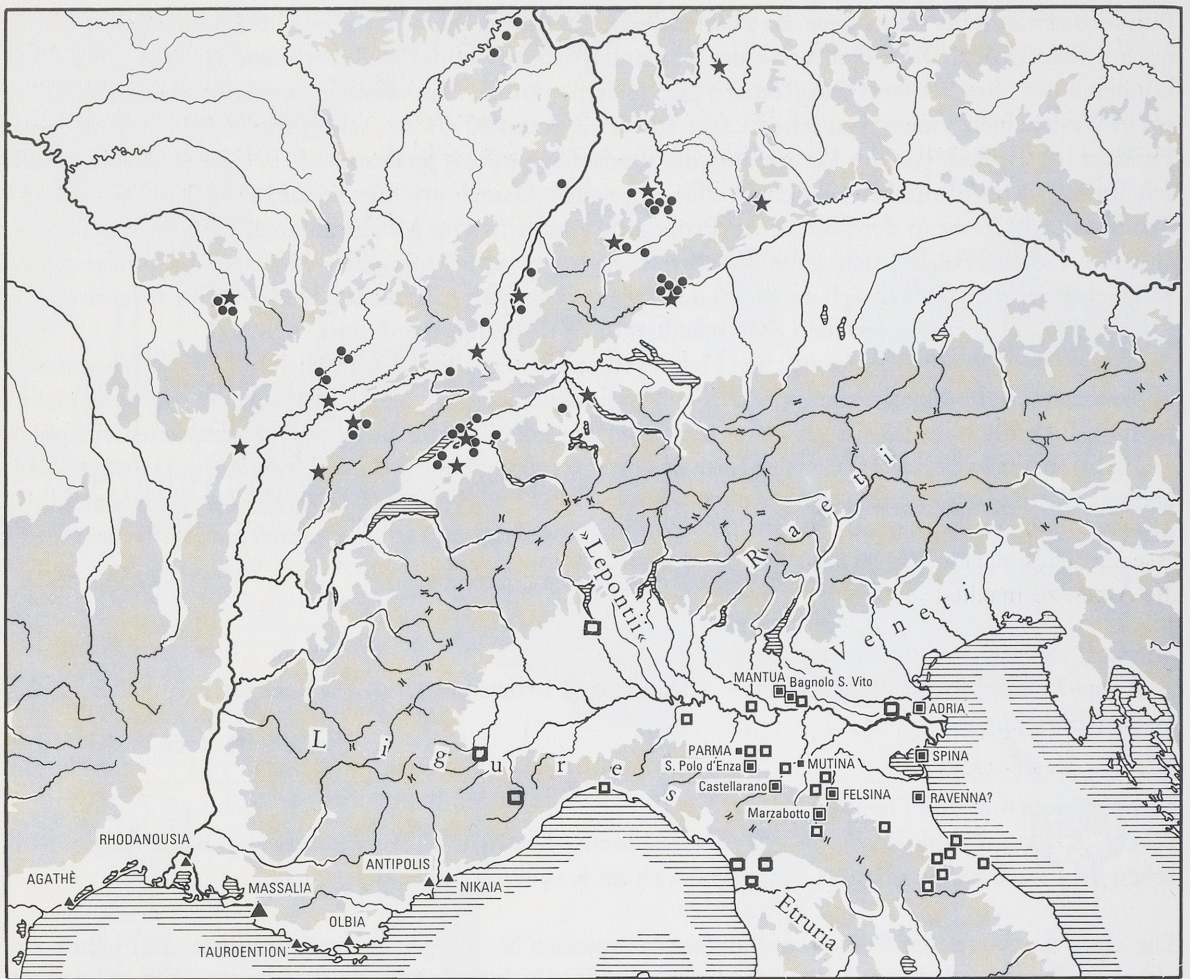 »Lepontii«
Raeti
Veneti
Ligures
MANTUA
Bagnolo S. Vito
ADRIA
PARMA
S. Polo d'Enza
MUTINA
SPINA
Castellarano
FELSINA
RAVENNA?
Marzabotto
RHODANOUSIA
ANTIPOLIS
AGATHÈ
MASSALIA
NIKAIA
OLBIA
TAUROENTION
Etruria